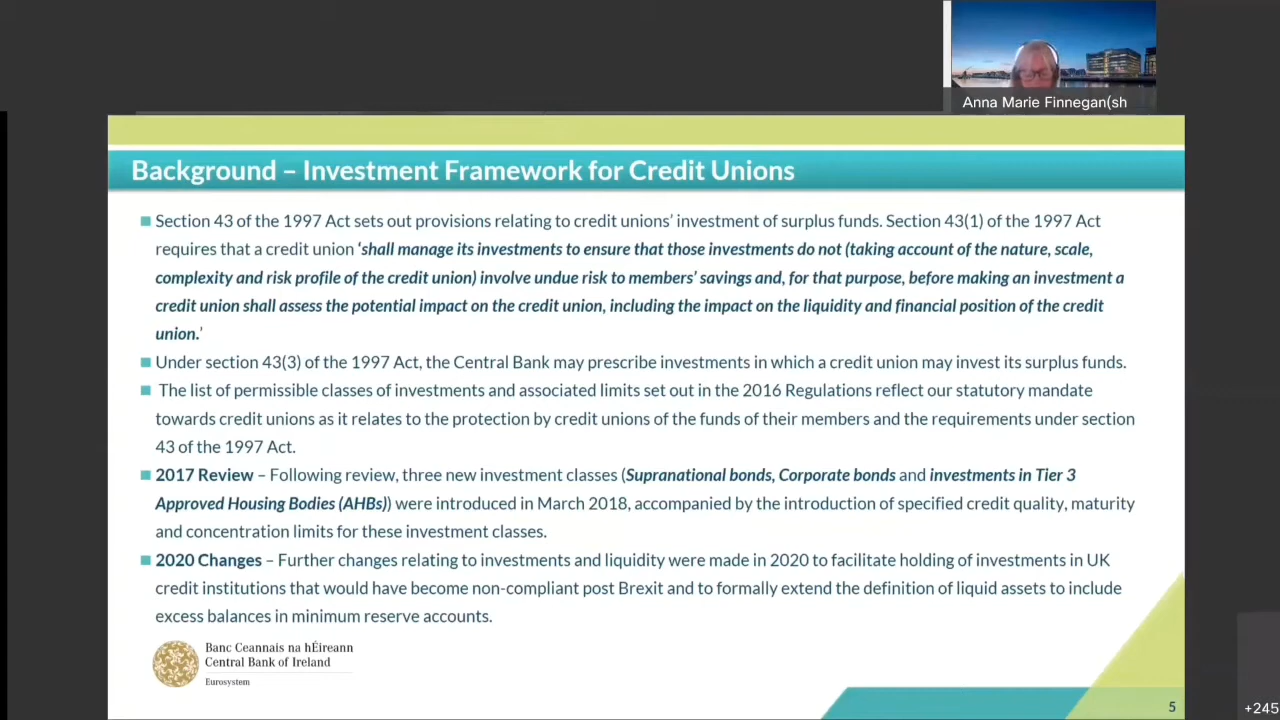 Anna Marie Finnegan(sh
Background – Investment Framework for Credit Unions
Section 43 of the 1997 Act sets out provisions relating to credit unions' investment of surplus funds. Section 43(1) of the 1997 Act
requires that a credit union 'shall manage its investments to ensure that those investments do not (taking account of the nature, scale,
complexity and risk profile of the credit union) involve undue risk to members' savings and, for that purpose, before making an investment a
credit union shall assess the potential impact on the credit union, including the impact on the liquidity and financial position of the credit
union.'
Under section 43(3) of the 1997 Act, the Central Bank may prescribe investments in which a credit union may invest its surplus funds.
The list of permissible classes of investments and associated limits set out in the 2016 Regulations reflect our statutory mandate
towards credit unions as it relates to the protection by credit unions of the funds of their members and the requirements under section
43 of the 1997 Act.
2017 Review – Following review, three new investment classes (Supranational bonds, Corporate bonds and investments in Tier 3
Approved Housing Bodies (AHBs)) were introduced in March 2018, accompanied by the introduction of specified credit quality, maturity
and concentration limits for these investment classes.
2020 Changes – Further changes relating to investments and liquidity were made in 2020 to facilitate holding of investments in UK
credit institutions that would have become non-compliant post Brexit and to formally extend the definition of liquid assets to include
excess balances in minimum reserve accounts.
Banc Ceannais na hÉireann
Central Bank of Ireland
Eurosystem
5
+245